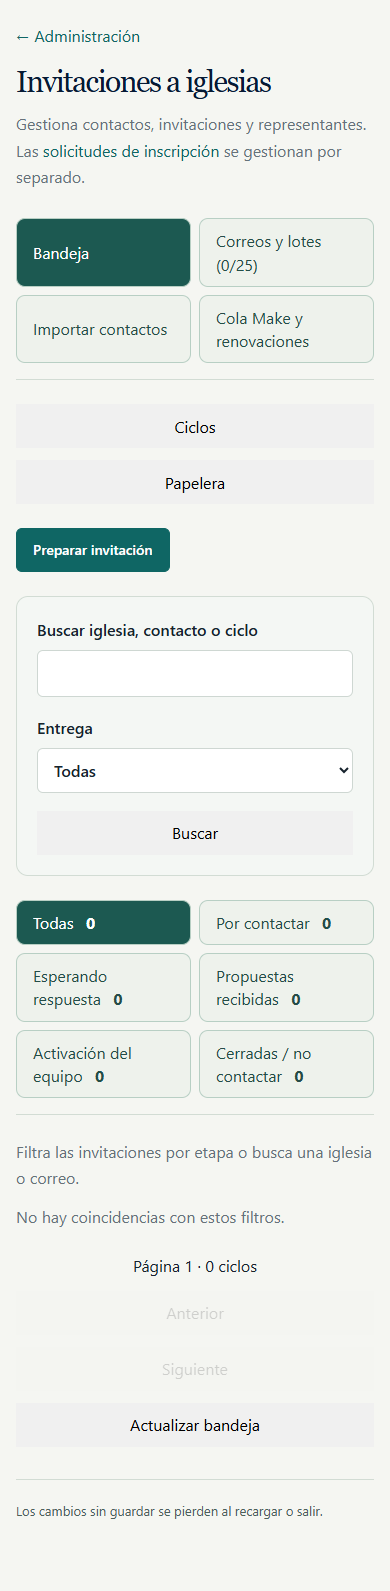 ← Administración
Invitaciones a iglesias
Gestiona contactos, invitaciones y representantes.
Las solicitudes de inscripción se gestionan por
separado.
Bandeja
Correos y lotes
(0/25)
Importar contactos
Cola Make y
renovaciones
Ciclos
Papelera
Preparar invitación
Buscar iglesia, contacto o ciclo
Entrega
Todas
Buscar
Todas 0
Por contactar 0
Esperando
respuesta 0
Propuestas
recibidas 0
Activación del
equipo 0
Cerradas / no
contactar 0
Filtra las invitaciones por etapa o busca una iglesia
o correo.
No hay coincidencias con estos filtros.
Página 1 · 0 ciclos
Anterior
Siguiente
Actualizar bandeja
Los cambios sin guardar se pierden al recargar o salir.